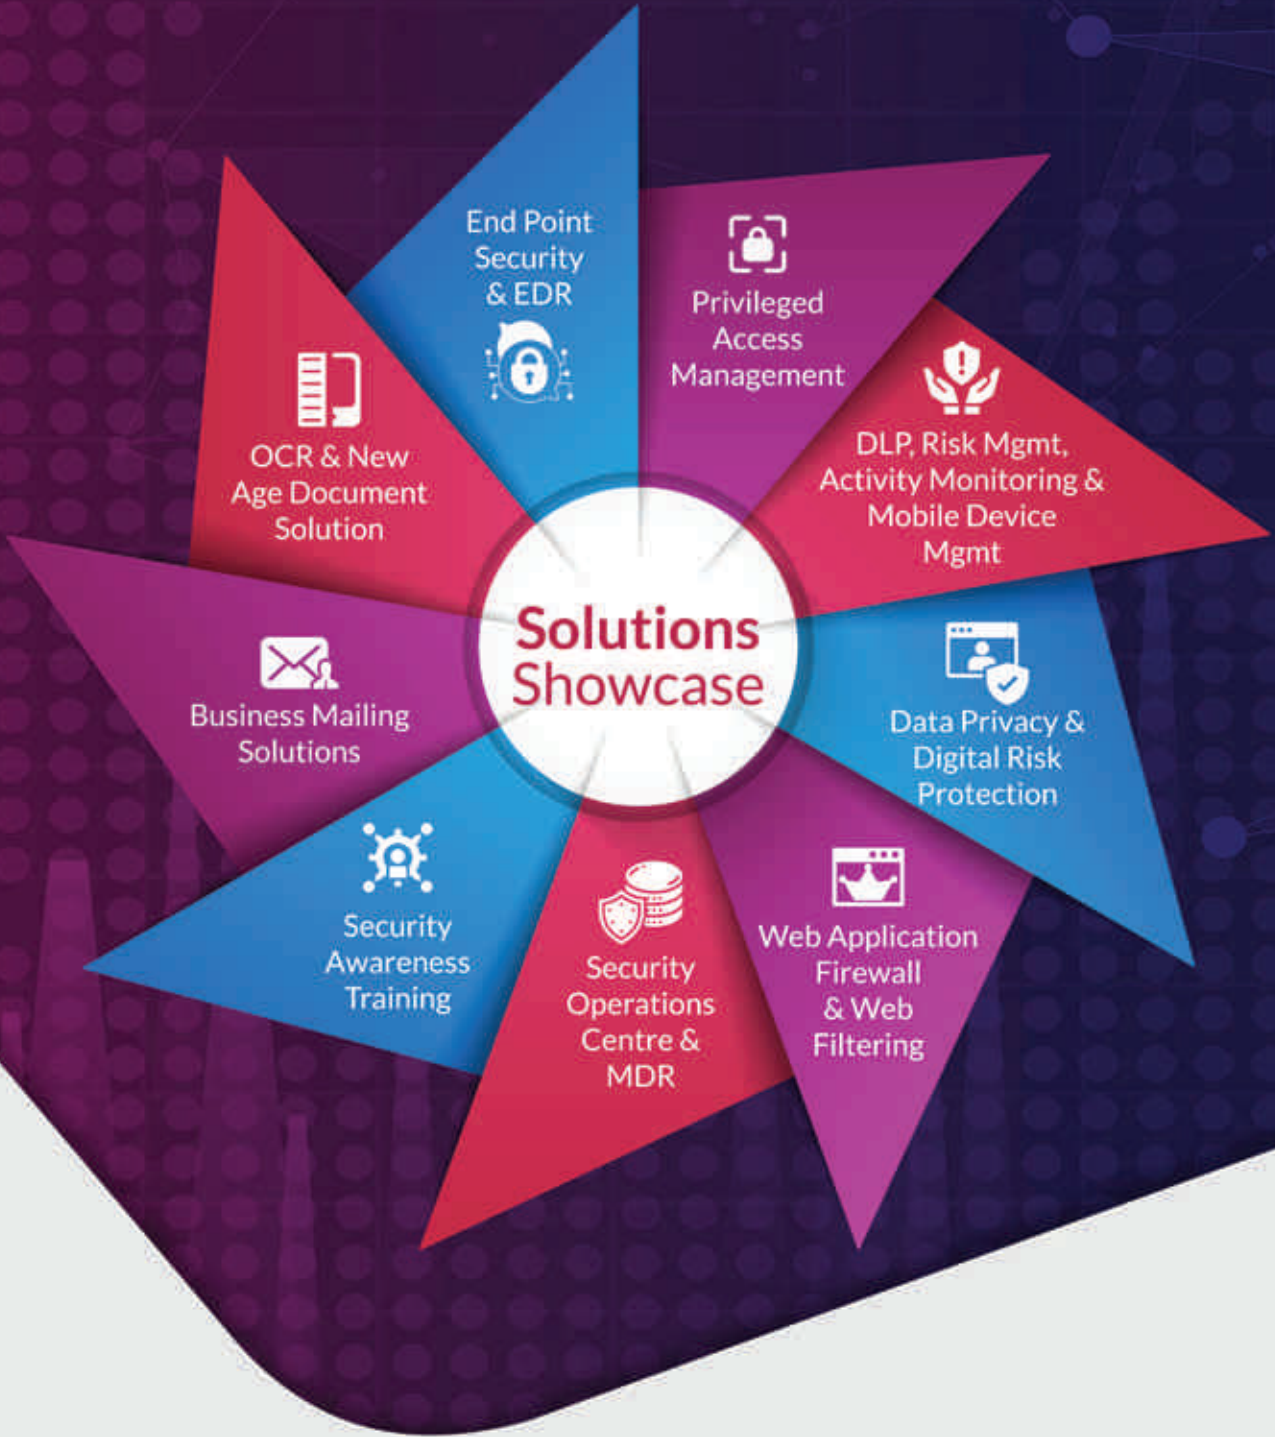 Solutions
Showcase
End Point
Security
& EDR
Privileged
Access
Management
DLP, Risk Mgmt,
Activity Monitoring &
Mobile Device
Mgmt
Data Privacy &
Digital Risk
Protection
Web Application
Firewall
& Web
Filtering
Security
Operations
Centre &
MDR
Security
Awareness
Training
Business Mailing
Solutions
OCR & New
Age Document
Solution